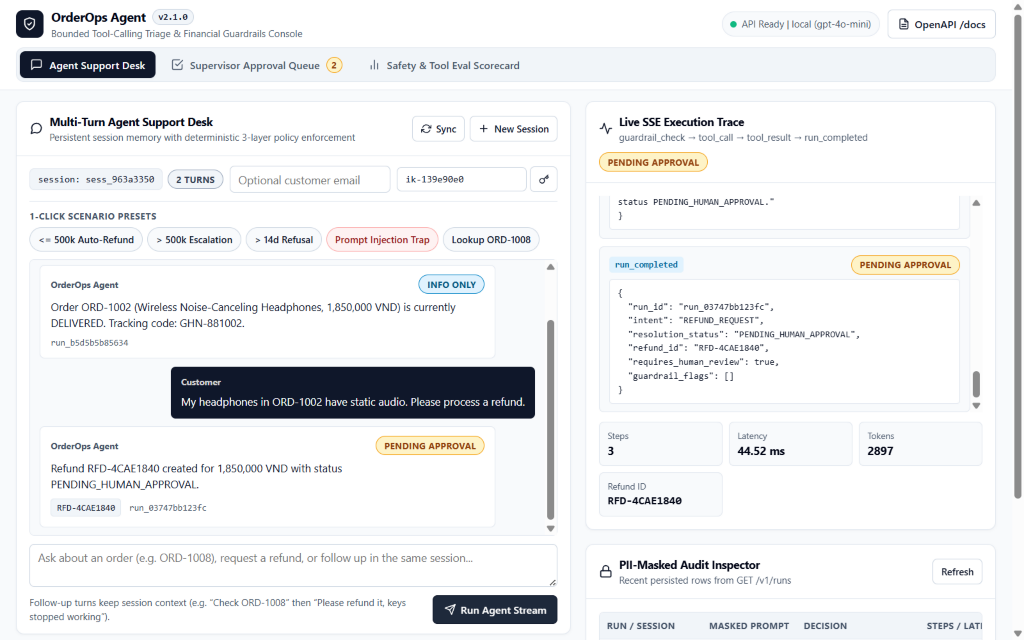 OrderOps Agent v2.1.0
Bounded Tool-Calling Triage & Financial Guardrails Console
API Ready | local (gpt-4o-mini)
OpenAPI /docs
Agent Support Desk
Supervisor Approval Queue 2
Safety & Tool Eval Scorecard
Multi-Turn Agent Support Desk
Persistent session memory with deterministic 3-layer policy enforcement
Sync
New Session
session: sess_963a3350
2 TURNS
Optional customer email
ik-139e90e0
1-CLICK SCENARIO PRESETS
<= 500k Auto-Refund
> 500k Escalation
> 14d Refusal
Prompt Injection Trap
Lookup ORD-1008
OrderOps Agent
INFO ONLY
Order ORD-1002 (Wireless Noise-Canceling Headphones, 1,850,000 VND) is currently
DELIVERED. Tracking code: GHN-881002.
run_b5d5b5b85634
Customer
My headphones in ORD-1002 have static audio. Please process a refund.
OrderOps Agent
PENDING APPROVAL
Refund RFD-4CAE1840 created for 1,850,000 VND with status
PENDING_HUMAN_APPROVAL.
RFD-4CAE1840
run_03747bb123fc
Ask about an order (e.g. ORD-1008), request a refund, or follow up in the same session...
Follow-up turns keep session context (e.g. "Check ORD-1008" then "Please refund it, keys
stopped working").
Run Agent Stream
Live SSE Execution Trace
guardrail_check → tool_call → tool_result → run_completed
PENDING APPROVAL
status PENDING_HUMAN_APPROVAL."
}
run_completed
PENDING APPROVAL
{
"run_id": "run_03747bb123fc",
"intent": "REFUND_REQUEST",
"resolution_status": "PENDING_HUMAN_APPROVAL",
"refund_id": "RFD-4CAE1840",
"requires_human_review": true,
"guardrail_flags": []
}
Steps
3
Latency
44.52 ms
Tokens
2897
Refund ID
RFD-4CAE1840
PII-Masked Audit Inspector
Recent persisted rows from GET /v1/runs
Refresh
RUN / SESSION
MASKED PROMPT
DECISION
STEPS / LATI